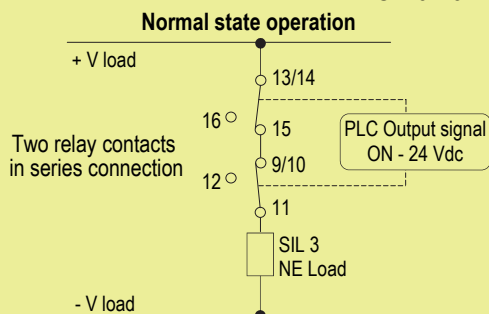 Normal state operation
+ V load
13/14
16
15
Two relay contacts
in series connection
PLC Output signal
ON - 24 Vdc
9/10
12
11
SIL 3
NE Load
- V load